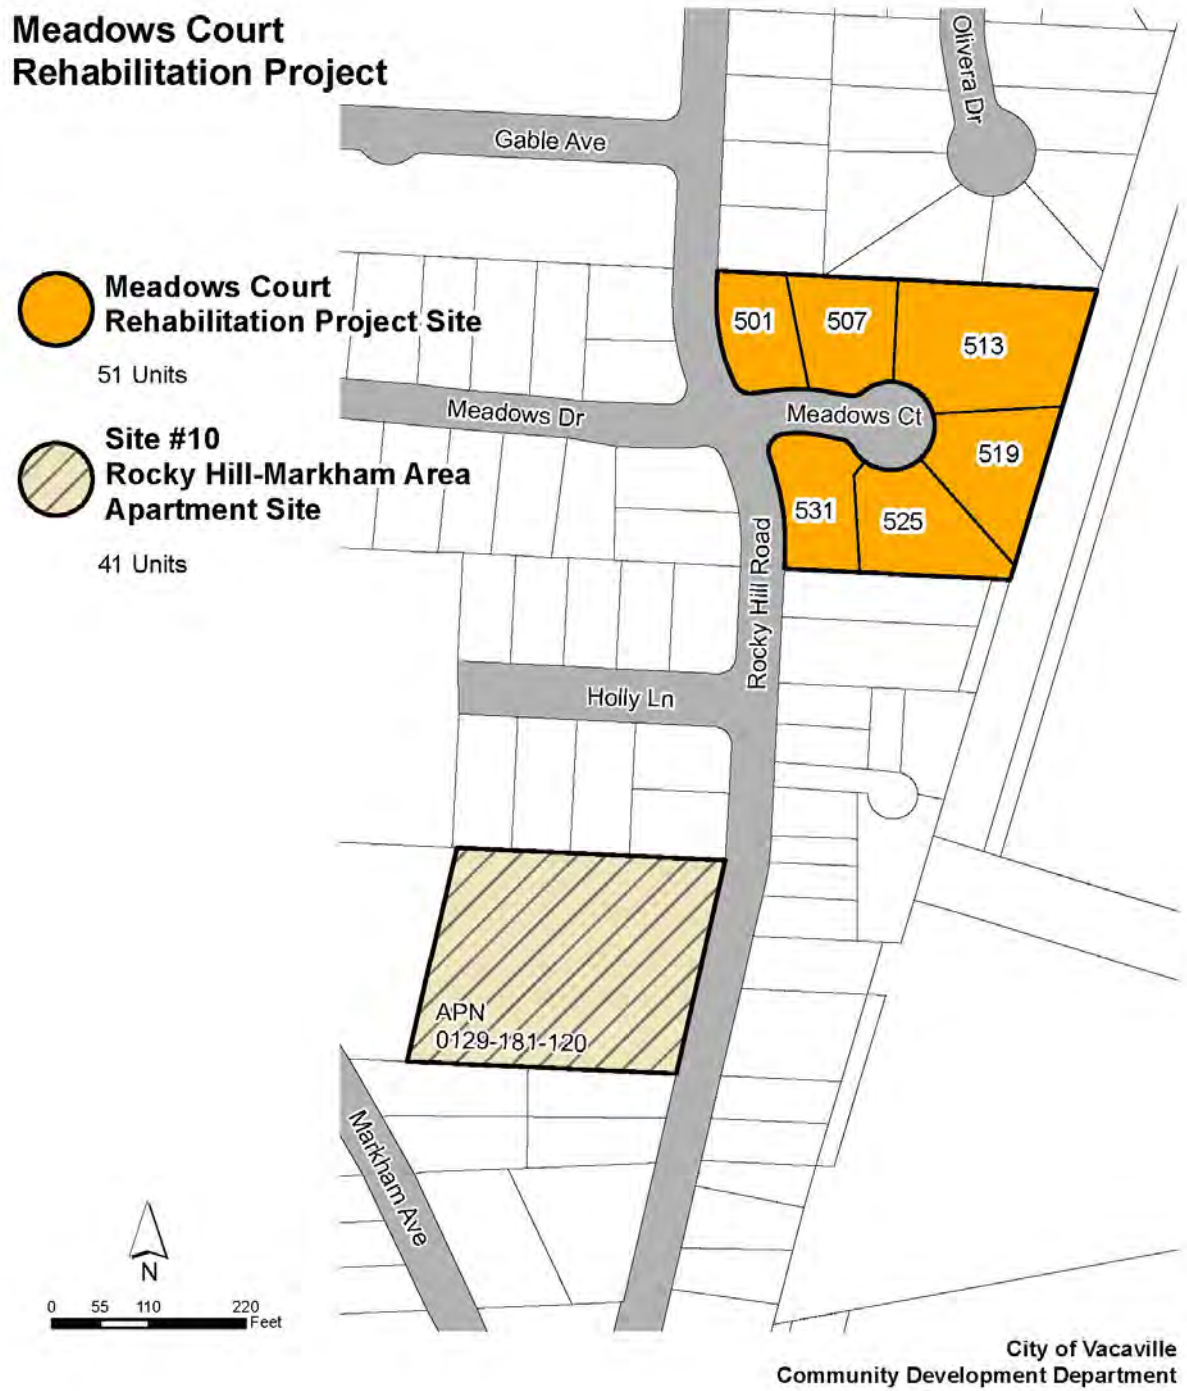 Meadows Court
Rehabilitation Project
Olivera Dr
Gable Ave
Meadows Court
Rehabilitation Project Site
51 Units
501
507
513
Meadows Dr
Meadows Ct
Site #10
Rocky Hill-Markham Area
Apartment Site
41 Units
519
531
525
Rocky Hill Road
Holly Ln
APN
0129-181-120
Markham Ave
N
0 55 110 220
Feet
City of Vacaville
Community Development Department